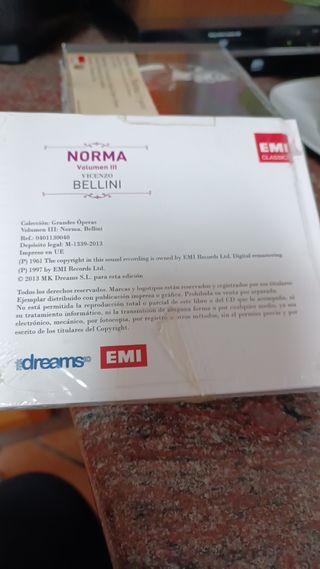 NORMA
Volumen III
VICENZO
BELLINI
EMI
CLASSICS
Colección: Grandes Óperas
Volumen III: Norma, Bellini
Ref.: 9401130040
Depósito legal: M-1339-2013
Impreso en UE
(P) 1961 The copyright in this sound recording is owned by EMI Records Ltd. Digital remastering
(P) 1997 by EMI Records Ltd.
© 2013 MK Dreams S.L. para esta edición
Todos los derechos reservados. Marcas y logotipos están reservados y registrados por sus titulares.
Ejemplar distribuido con publicación impresa o gráfica. Prohibida su venta por separado.
No está permitida la reproducción total o parcial de este libro o del CD que lo acompaña, ni
su tratamiento informático, ni la transmisión de ninguna forma o por cualquier medio, ya sea
electrónico, mecánico, por fotocopia, por registro u otros métodos, sin el permiso previo y por
escrito de los titulares del Copyright.
dreams
EMI